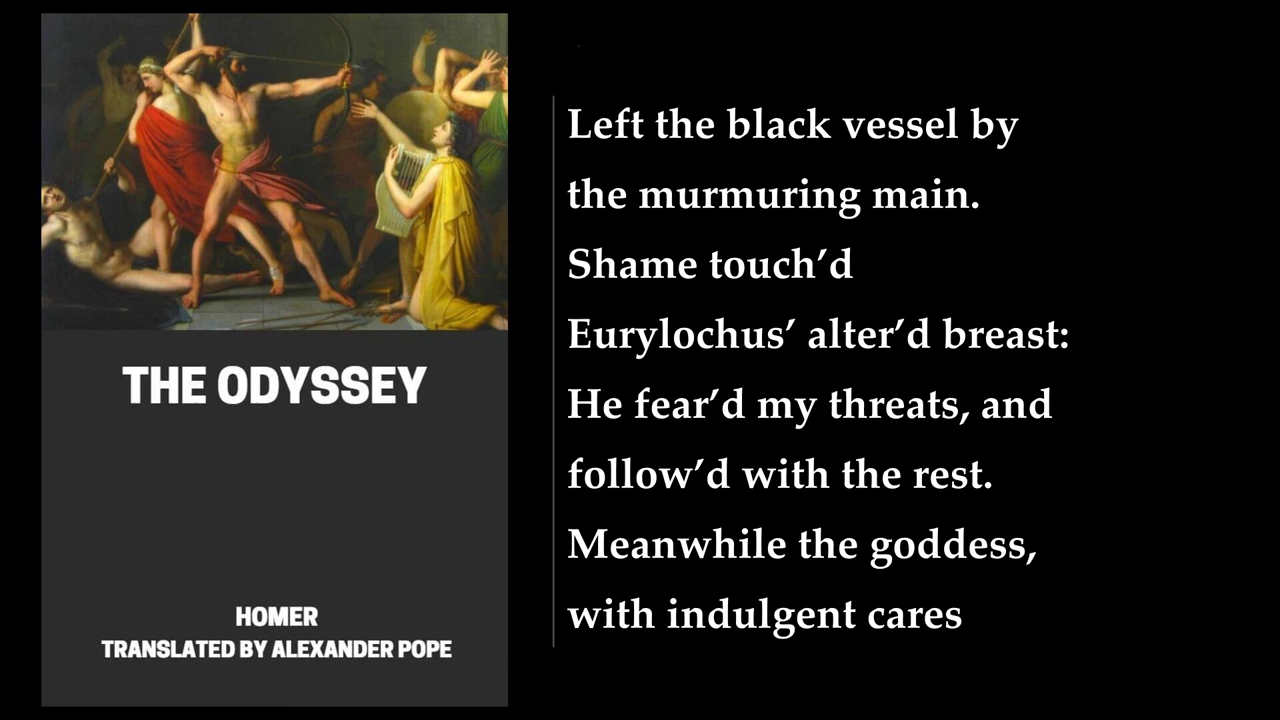 THE ODYSSEY
HOMER
TRANSLATED BY ALEXANDER POPE
Left the black vessel by
the murmuring main.
Shame touch’d
Eurylochus’ alter’d breast:
He fear’d my threats, and
follow’d with the rest.
Meanwhile the goddess,
with indulgent cares